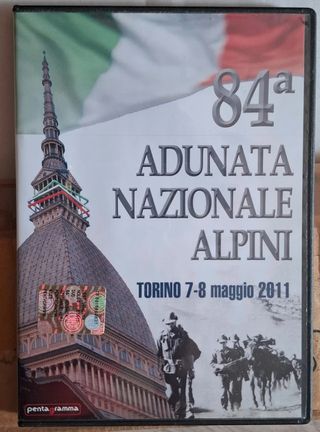 84ª
ADUNATA
NAZIONALE
ALPINI
TORINO 7-8 maggio 2011
pentagramma